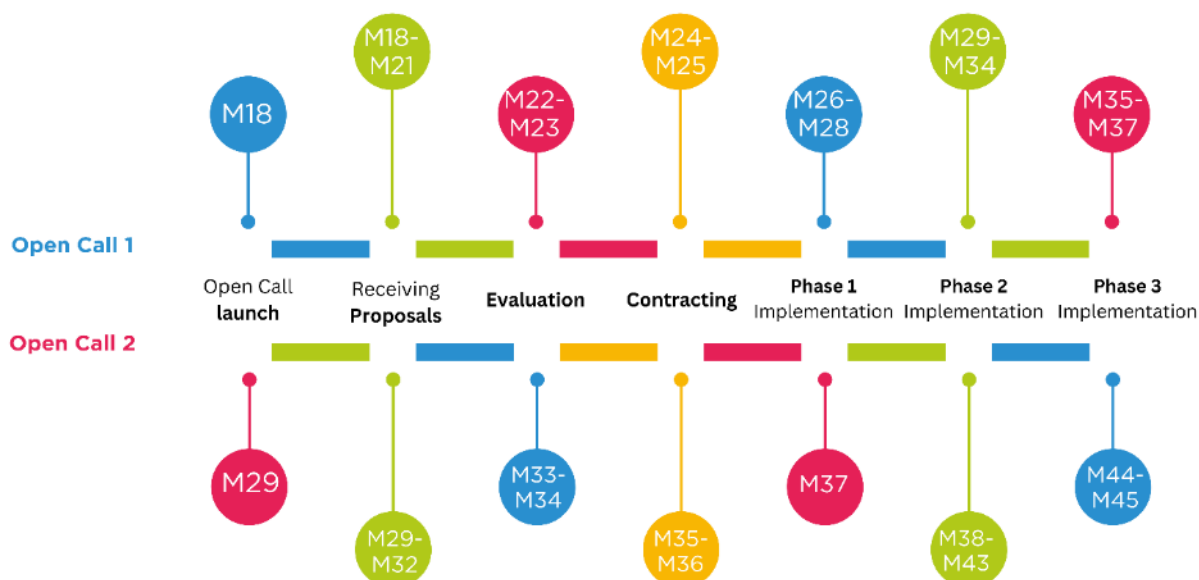 M18-
M21
M24-
M25
M29-
M34
M18
M22-
M23
M26-
M28
M35-
M37
Open Call 1
Open Call
launch
Receiving
Proposals
Evaluation
Contracting
Phase 1
Implementation
Phase 2
Implementation
Phase 3
Implementation
Open Call 2
M29
M33-
M34
M37
M44-
M45
M29-
M32
M35-
M36
M38-
M43